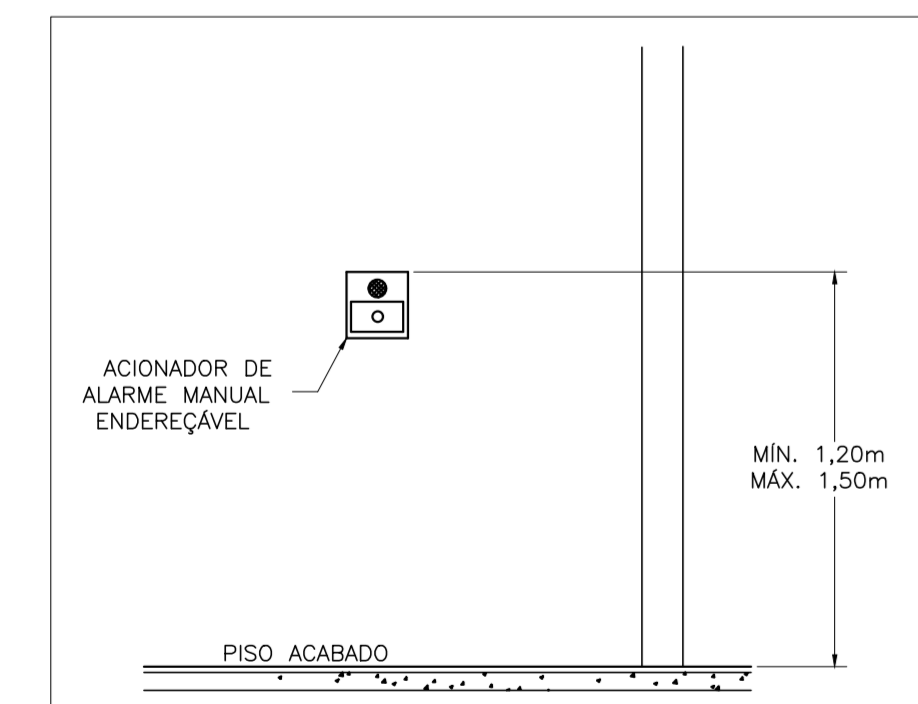 ACIONADOR DE
ALARME MANUAL
ENDEREÇÁVEL
MÍN. 1,20m
MÁX. 1,50m
PISO ACABADO